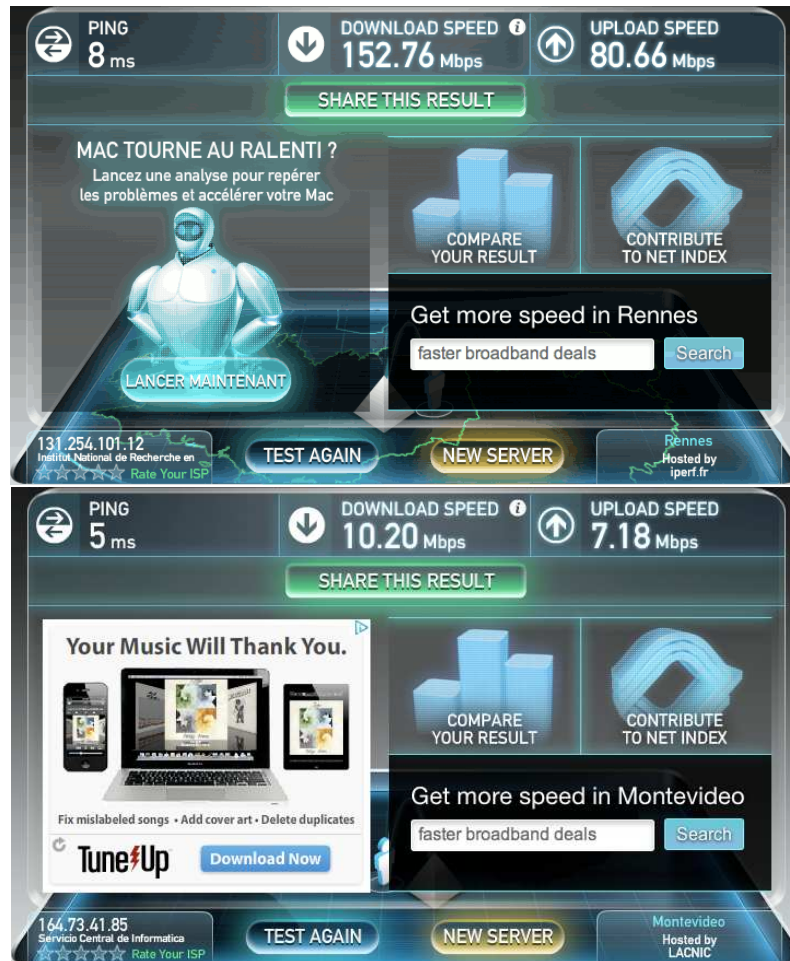 PING
8 ms
DOWNLOAD SPEED i
152.76 Mbps
UPLOAD SPEED
80.66 Mbps
SHARE THIS RESULT
MAC TOURNE AU RALENTI ?
Lancez une analyse pour repérer
les problèmes et accélérer votre Mac
LANCER MAINTENANT
COMPARE
YOUR RESULT
CONTRIBUTE
TO NET INDEX
Get more speed in Rennes
faster broadband deals
Search
131.254.101.12
Institut National de Recherche en
Rate Your ISP
TEST AGAIN
NEW SERVER
Rennes
Hosted by
iperf.fr
PING
5 ms
DOWNLOAD SPEED i
10.20 Mbps
UPLOAD SPEED
7.18 Mbps
SHARE THIS RESULT
Your Music Will Thank You.
Fix mislabeled songs • Add cover art • Delete duplicates
TuneUp
Download Now
COMPARE
YOUR RESULT
CONTRIBUTE
TO NET INDEX
Get more speed in Montevideo
faster broadband deals
Search
164.73.41.85
Servicio Central de Informatica
Rate Your ISP
TEST AGAIN
NEW SERVER
Montevideo
Hosted by
LACNIC